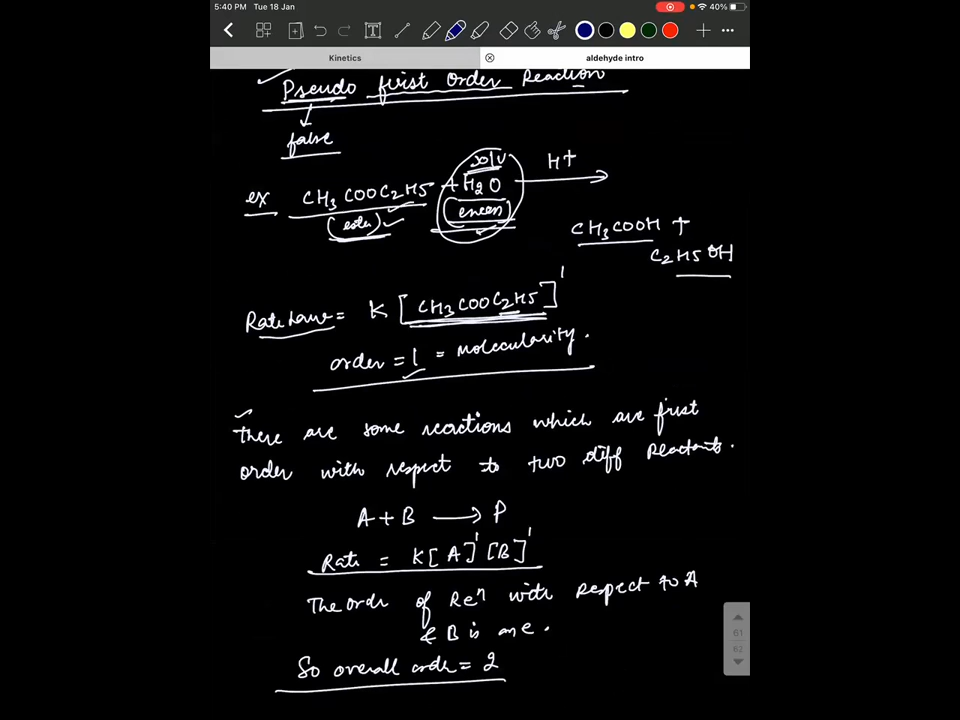 5:40 PM Tue 18 Jan
40%
Kinetics
aldehyde intro
Pseudo first Order Reaction
false
ex CH3COOC2H5 + H2O H+
solv
(ester) (excess)
CH3COOH +
C2H5OH
Rate Law = K [CH3COOC2H5]1
order = 1 = molecularity.
There are some reactions which are first
order with respect to two diff Reactants.
A + B → P
Rate = K[A]1 [B]1
The order of Ren with respect to A
& B is one.
So overall order = 2
61
62